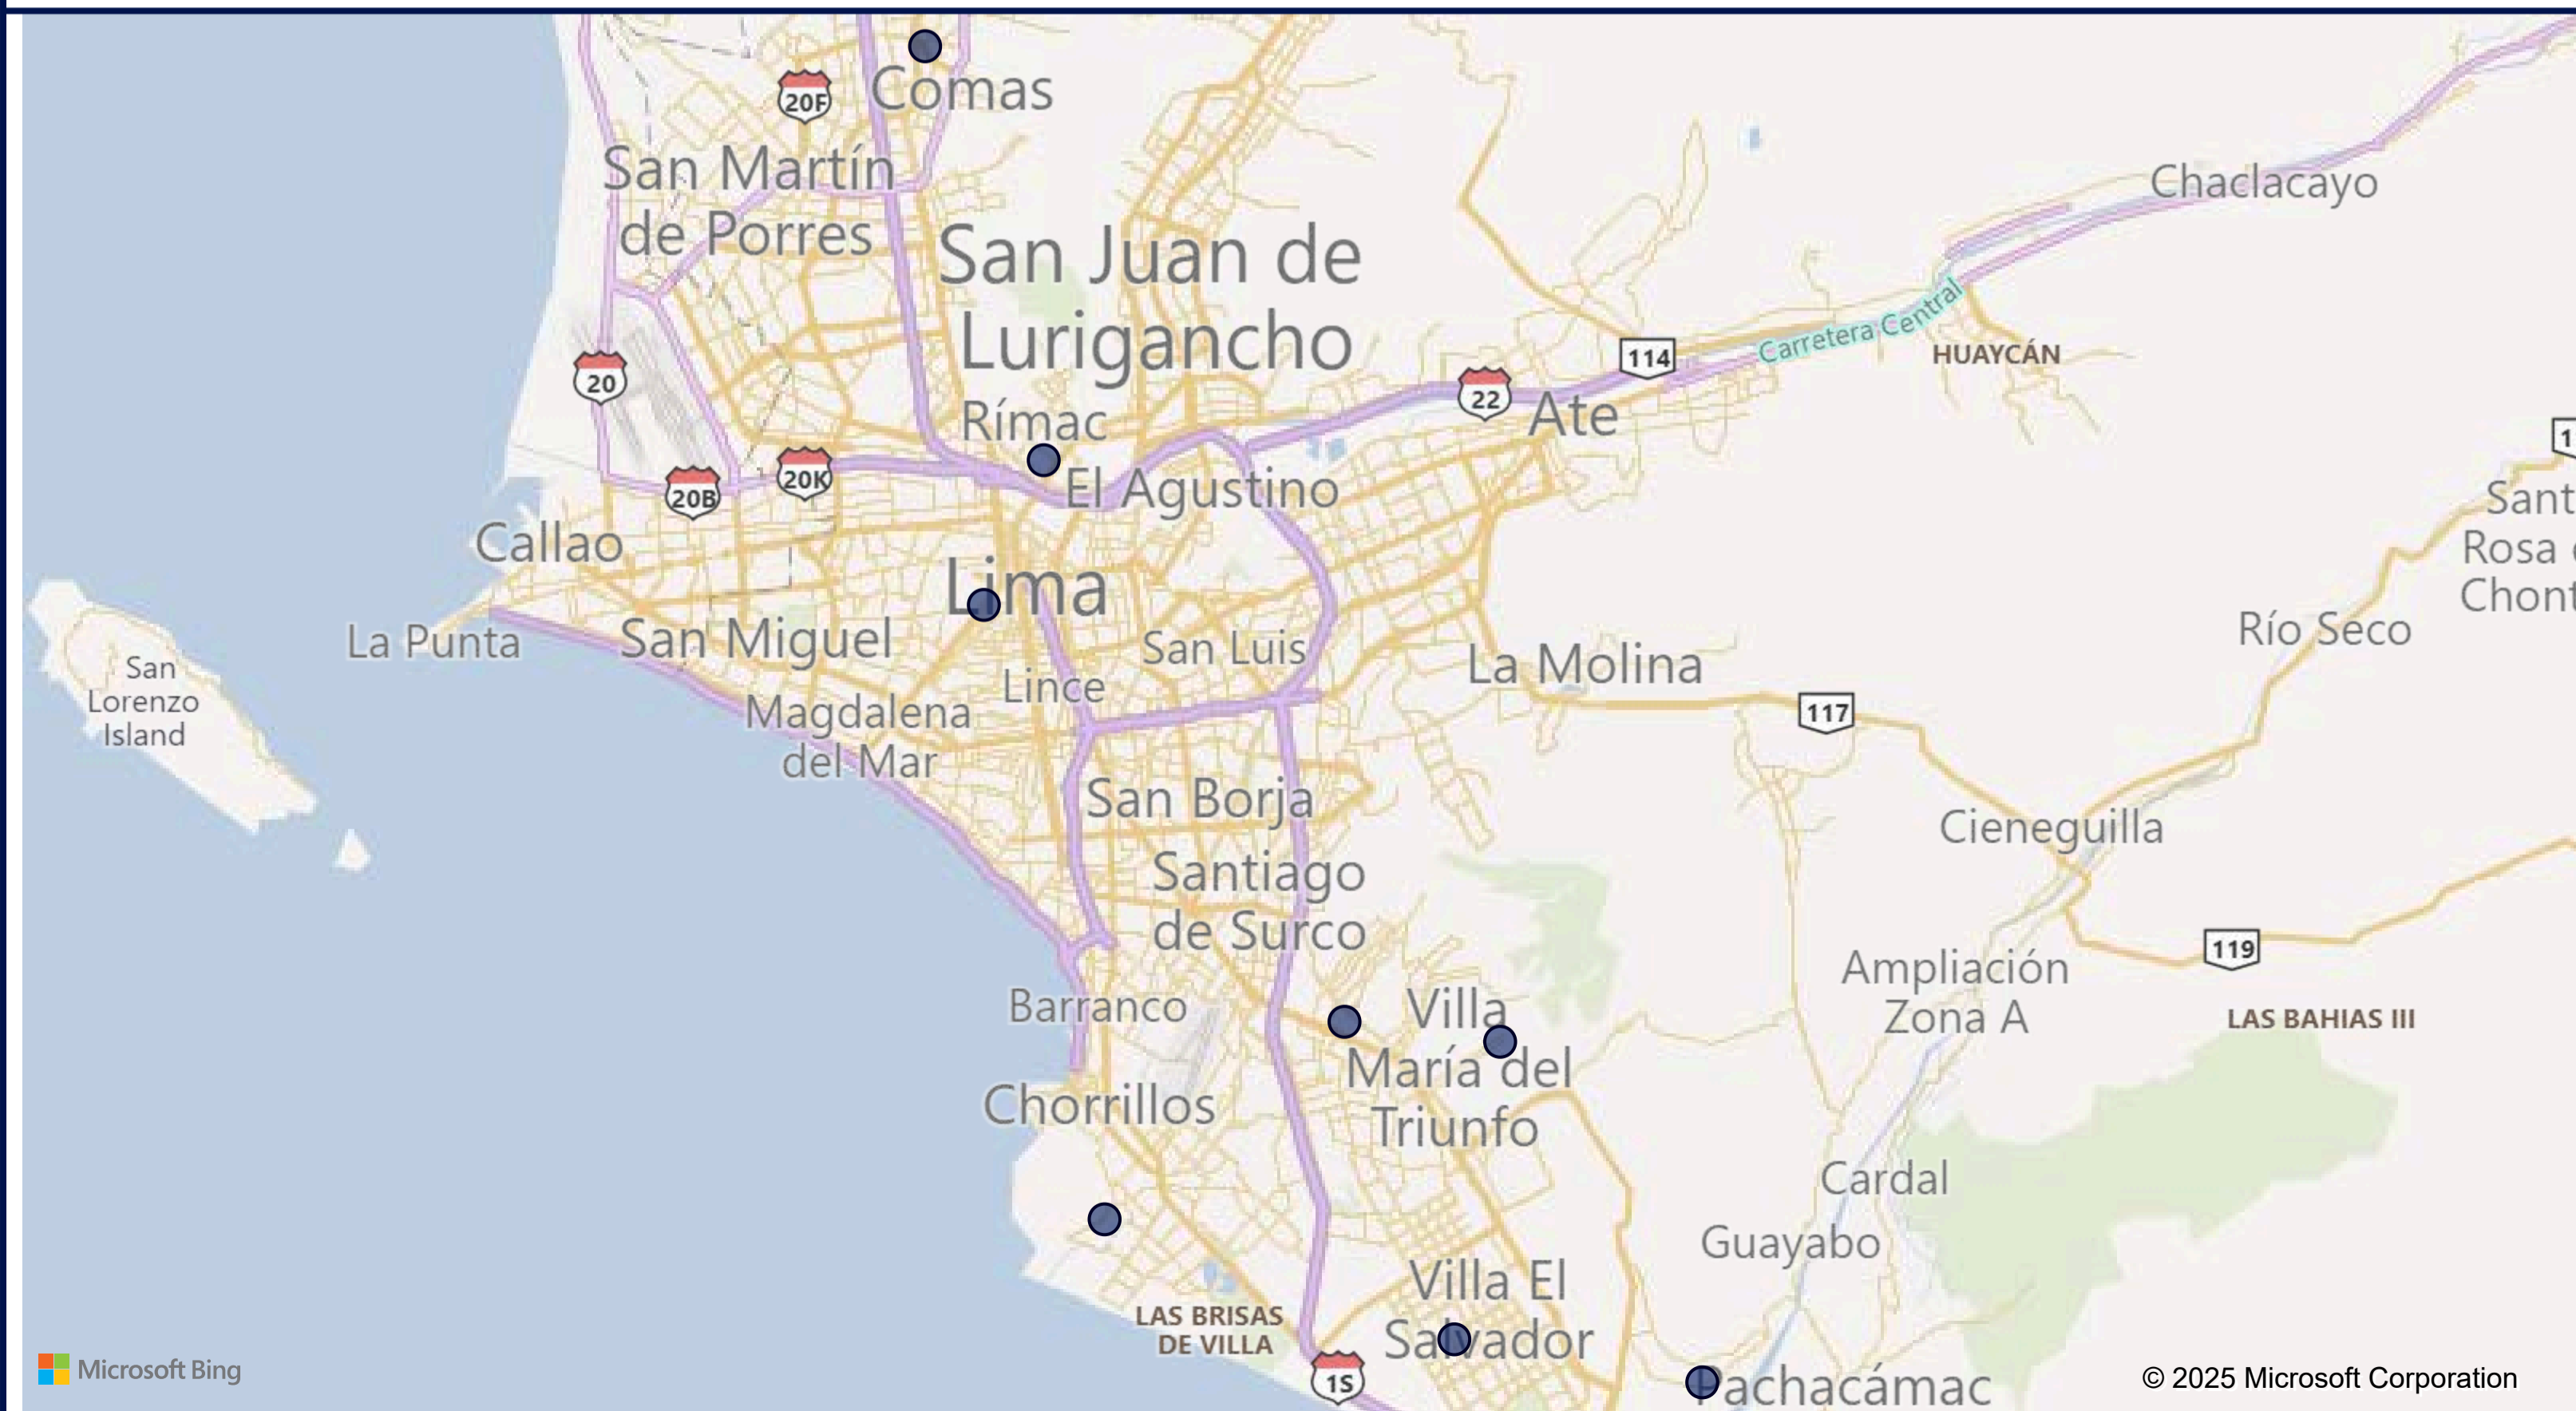 Comas
20F
San Martín
de Porres
Chaclacayo
San Juan de
Lurigancho
Carretera Central
HUAYCÁN
114
20
22
Rímac
Ate
1
20K
20B
El Agustino
Sant
Rosa
Chont
Callao
Lima
La Punta
San Miguel
San Luis
La Molina
Río Seco
San
Lorenzo
Island
Lince
Magdalena
del Mar
117
San Borja
Cieneguilla
Santiago
de Surco
119
Ampliación
Zona A
LAS BAHIAS III
Barranco
Villa
María del
Triunfo
Chorrillos
Cardal
Guayabo
Villa El
Salvador
LAS BRISAS
DE VILLA
1S
Pachacámac
Microsoft Bing
© 2025 Microsoft Corporation